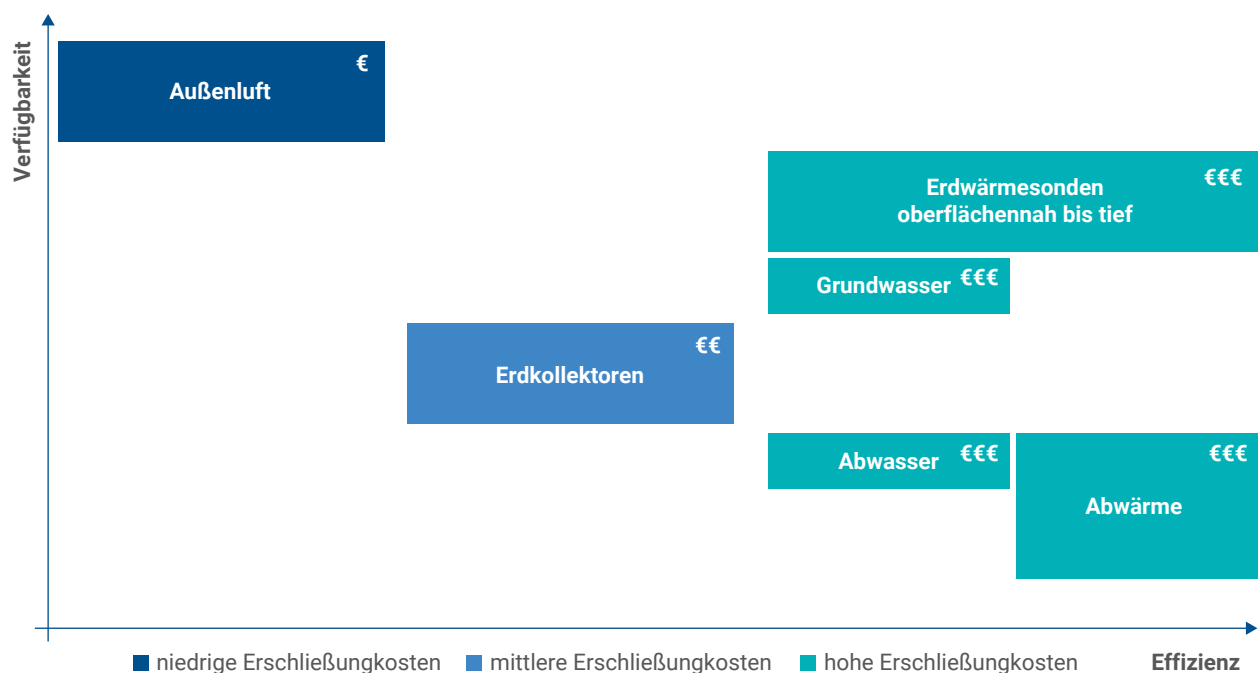 Verfügbarkeit
€
Außenluft
€€€
Erdwärmesonden
oberflächennah bis tief
Grundwasser €€€
€€
Erdkollektoren
Abwasser €€€
€€€
Abwärme
niedrige Erschließungkosten
mittlere Erschließungkosten
hohe Erschließungkosten
Effizienz